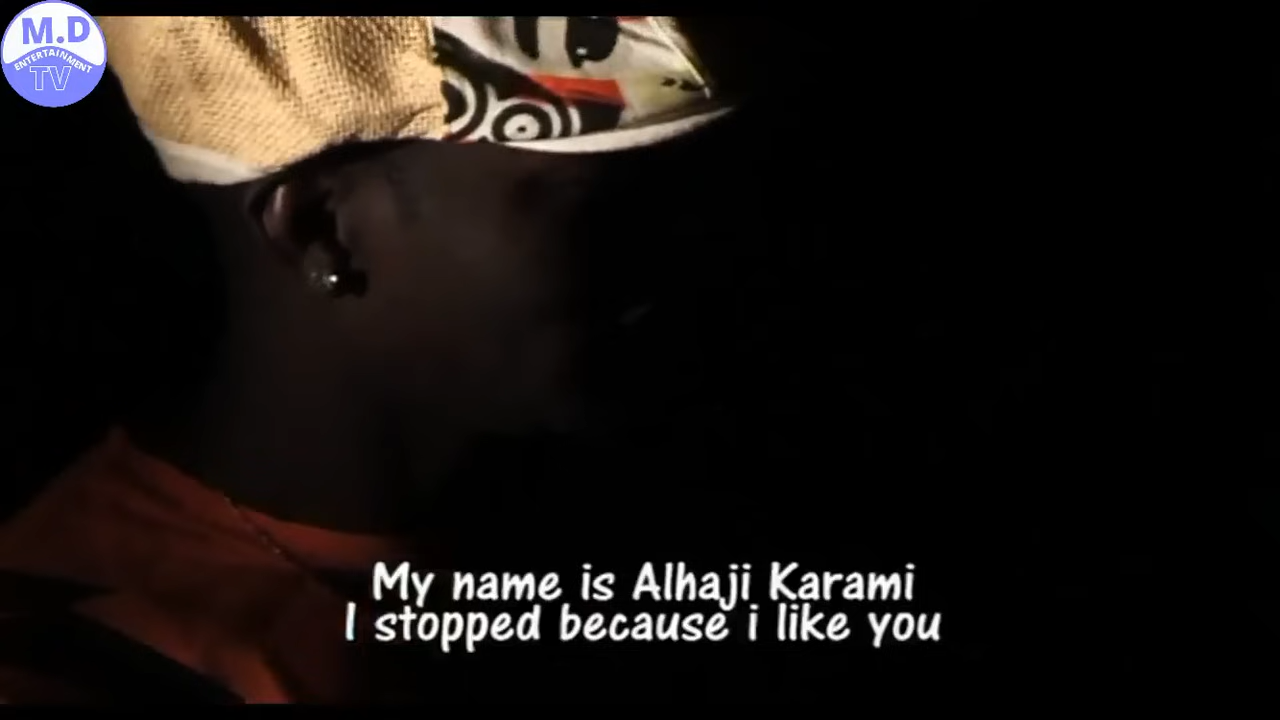 M.D
ENTERTAINMENT
TV
My name is Alhaji Karami
I stopped because i like you